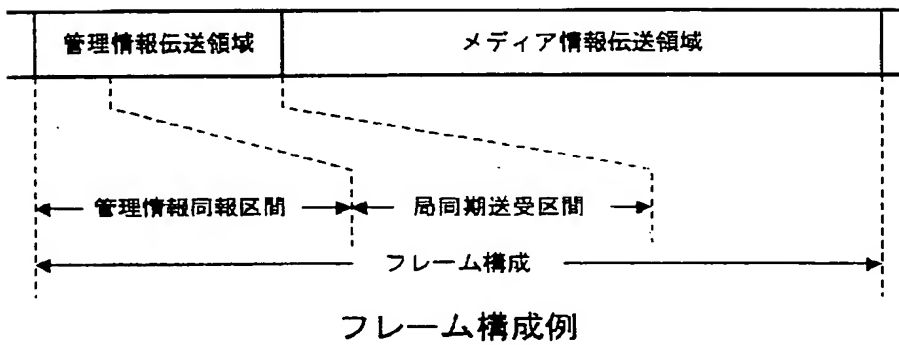 管理情報伝送領域 メディア情報伝送領域
管理情報同報区間 局同期送受区間
フレーム構成
フレーム構成例